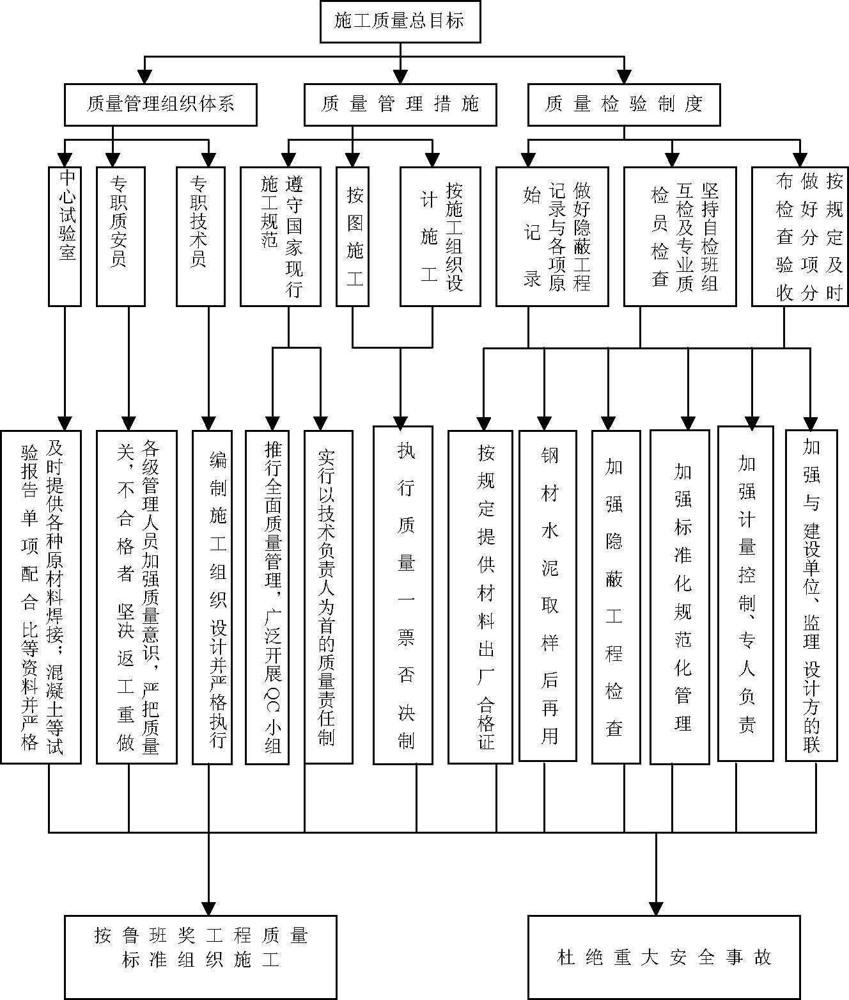 施工质量总目标
质量管理组织体系
质量管理措施
质量检验制度
中心试验室
专职质安员
专职技术员
遵守国家现行
施工规范
按图施工
按施工组织设
计施工
做好隐蔽工程
记录与各项原
始记录
坚持自检班组
互检及专业质
检员检查
按规定及时
做好分项分
布检查验收
及时提供各种原材料焊接；混凝土等试
验报告单项配合比等资料并严格
各级管理人员加强质量意识，严把质量
关，不合格者坚决返工重做
编制施工组织设计并严格执行
推行全面质量管理，广泛开展QC小组
实行以技术负责人为首的质量责任制
执行质量一票否决制
按规定提供材料出厂合格证
钢材水泥取样后再用
加强隐蔽工程检查
加强标准化规范化管理
加强计量控制、专人负责
加强与建设单位、监理设计方的联
按鲁班奖工程质量
标准组织施工
杜绝重大安全事故